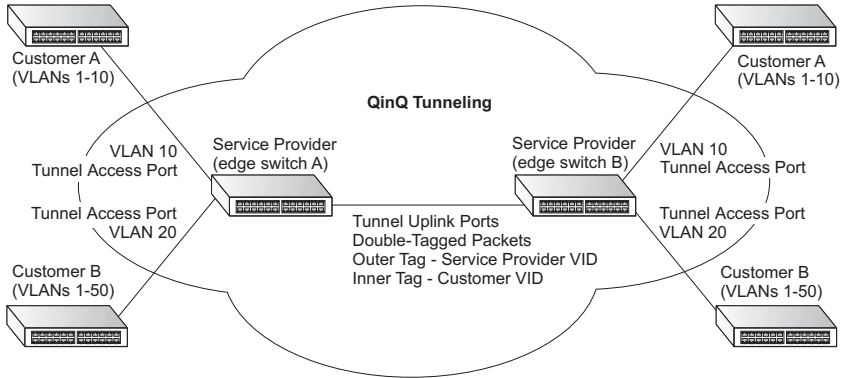 Customer A
(VLANs 1-10)
Customer A
(VLANs 1-10)
QinQ Tunneling
Service Provider
(edge switch A)
Service Provider
(edge switch B)
VLAN 10
Tunnel Access Port
VLAN 10
Tunnel Access Port
Tunnel Access Port
VLAN 20
Tunnel Uplink Ports
Double-Tagged Packets
Outer Tag - Service Provider VID
Inner Tag - Customer VID
Tunnel Access Port
VLAN 20
Customer B
(VLANs 1-50)
Customer B
(VLANs 1-50)